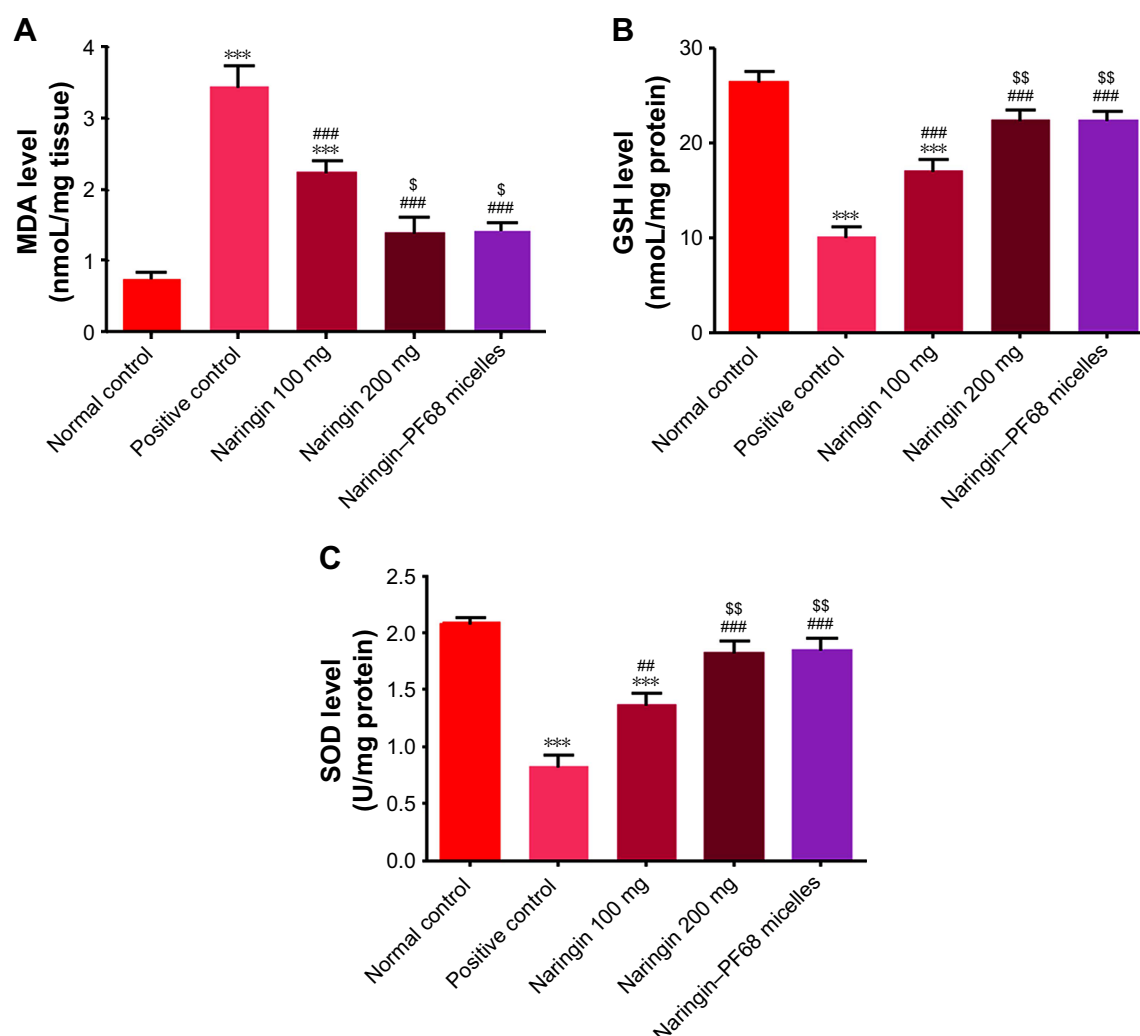 A
MDA level
(nmoL/mg tissue)
4
3
2
1
0
***
###
***
$
###
$
###
Normal control
Positive control
Naringin 100 mg
Naringin 200 mg
Naringin–PF68 micelles
B
GSH level
(nmoL/mg protein)
30
20
10
0
***
###
***
$$
###
$$
###
Normal control
Positive control
Naringin 100 mg
Naringin 200 mg
Naringin–PF68 micelles
C
SOD level
(U/mg protein)
2.5
2.0
1.5
1.0
0.5
0.0
***
##
***
$$
###
$$
###
Normal control
Positive control
Naringin 100 mg
Naringin 200 mg
Naringin–PF68 micelles